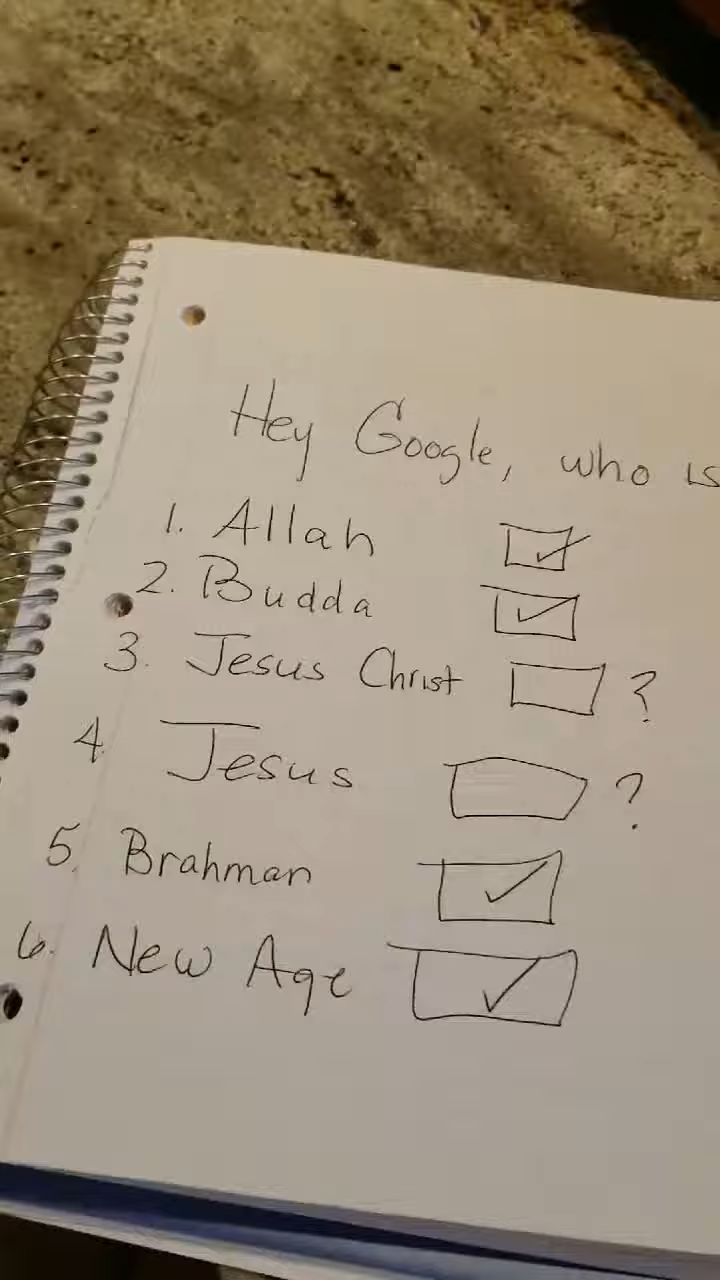 Hey Google, who is
1. Allah
2. Budda
3. Jesus Christ ?
4. Jesus ?
5. Brahman
6. New Age